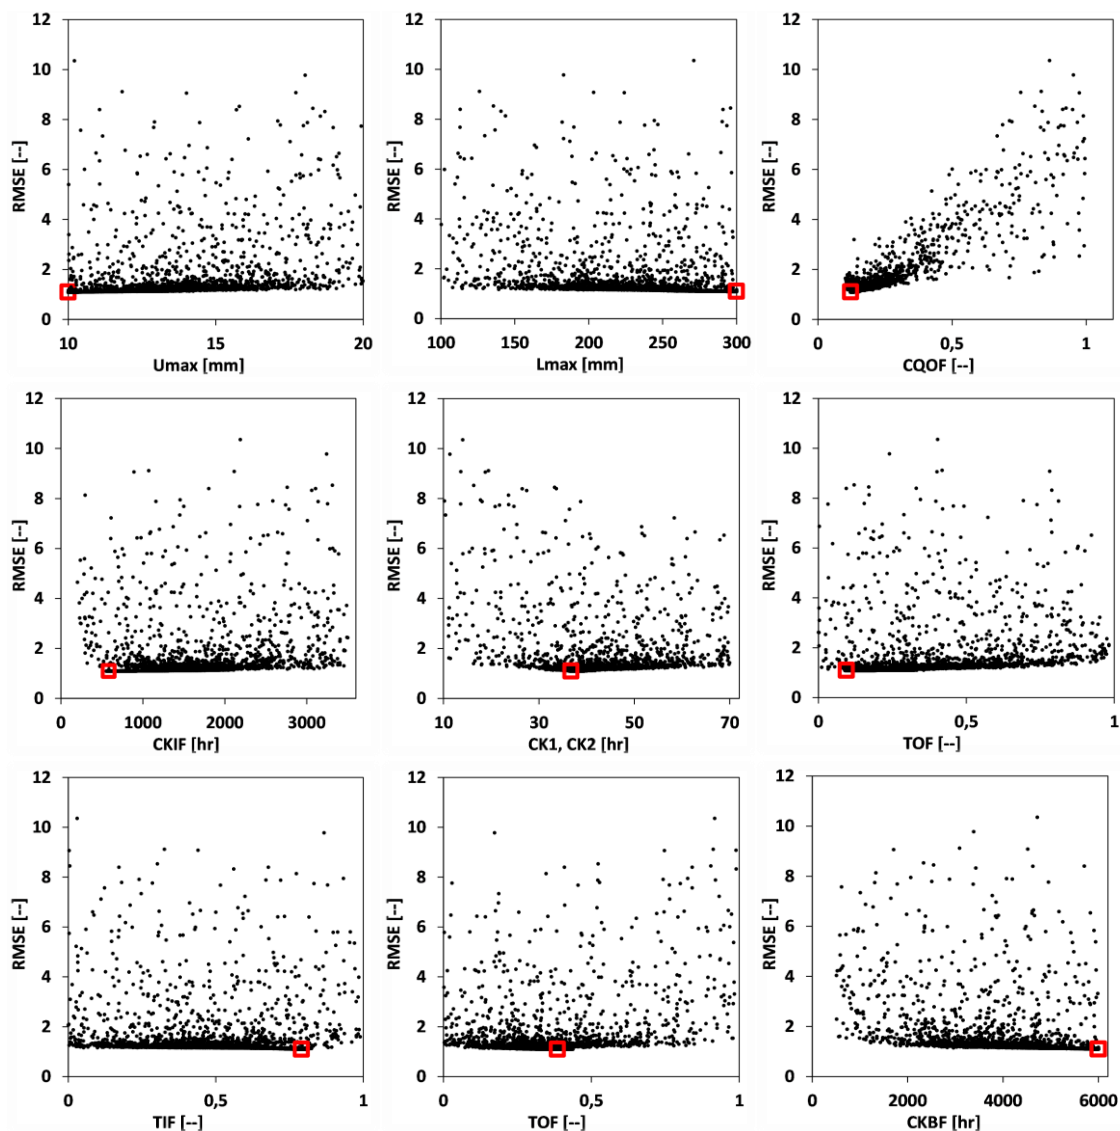 12
10
8
6
4
2
0
RMSE [--]
10 15 20
Umax [mm]
12
10
8
6
4
2
0
RMSE [--]
100 150 200 250 300
Lmax [mm]
12
10
8
6
4
2
0
RMSE [--]
0 0,5 1
CQOF [--]
12
10
8
6
4
2
0
RMSE [--]
0 1000 2000 3000
CKIF [hr]
12
10
8
6
4
2
0
RMSE [--]
10 30 50 70
CK1, CK2 [hr]
12
10
8
6
4
2
0
RMSE [--]
0 0,5 1
TOF [--]
12
10
8
6
4
2
0
RMSE [--]
0 0,5 1
TIF [--]
12
10
8
6
4
2
0
RMSE [--]
0 0,5 1
TOF [--]
12
10
8
6
4
2
0
RMSE [--]
0 2000 4000 6000
CKBF [hr]